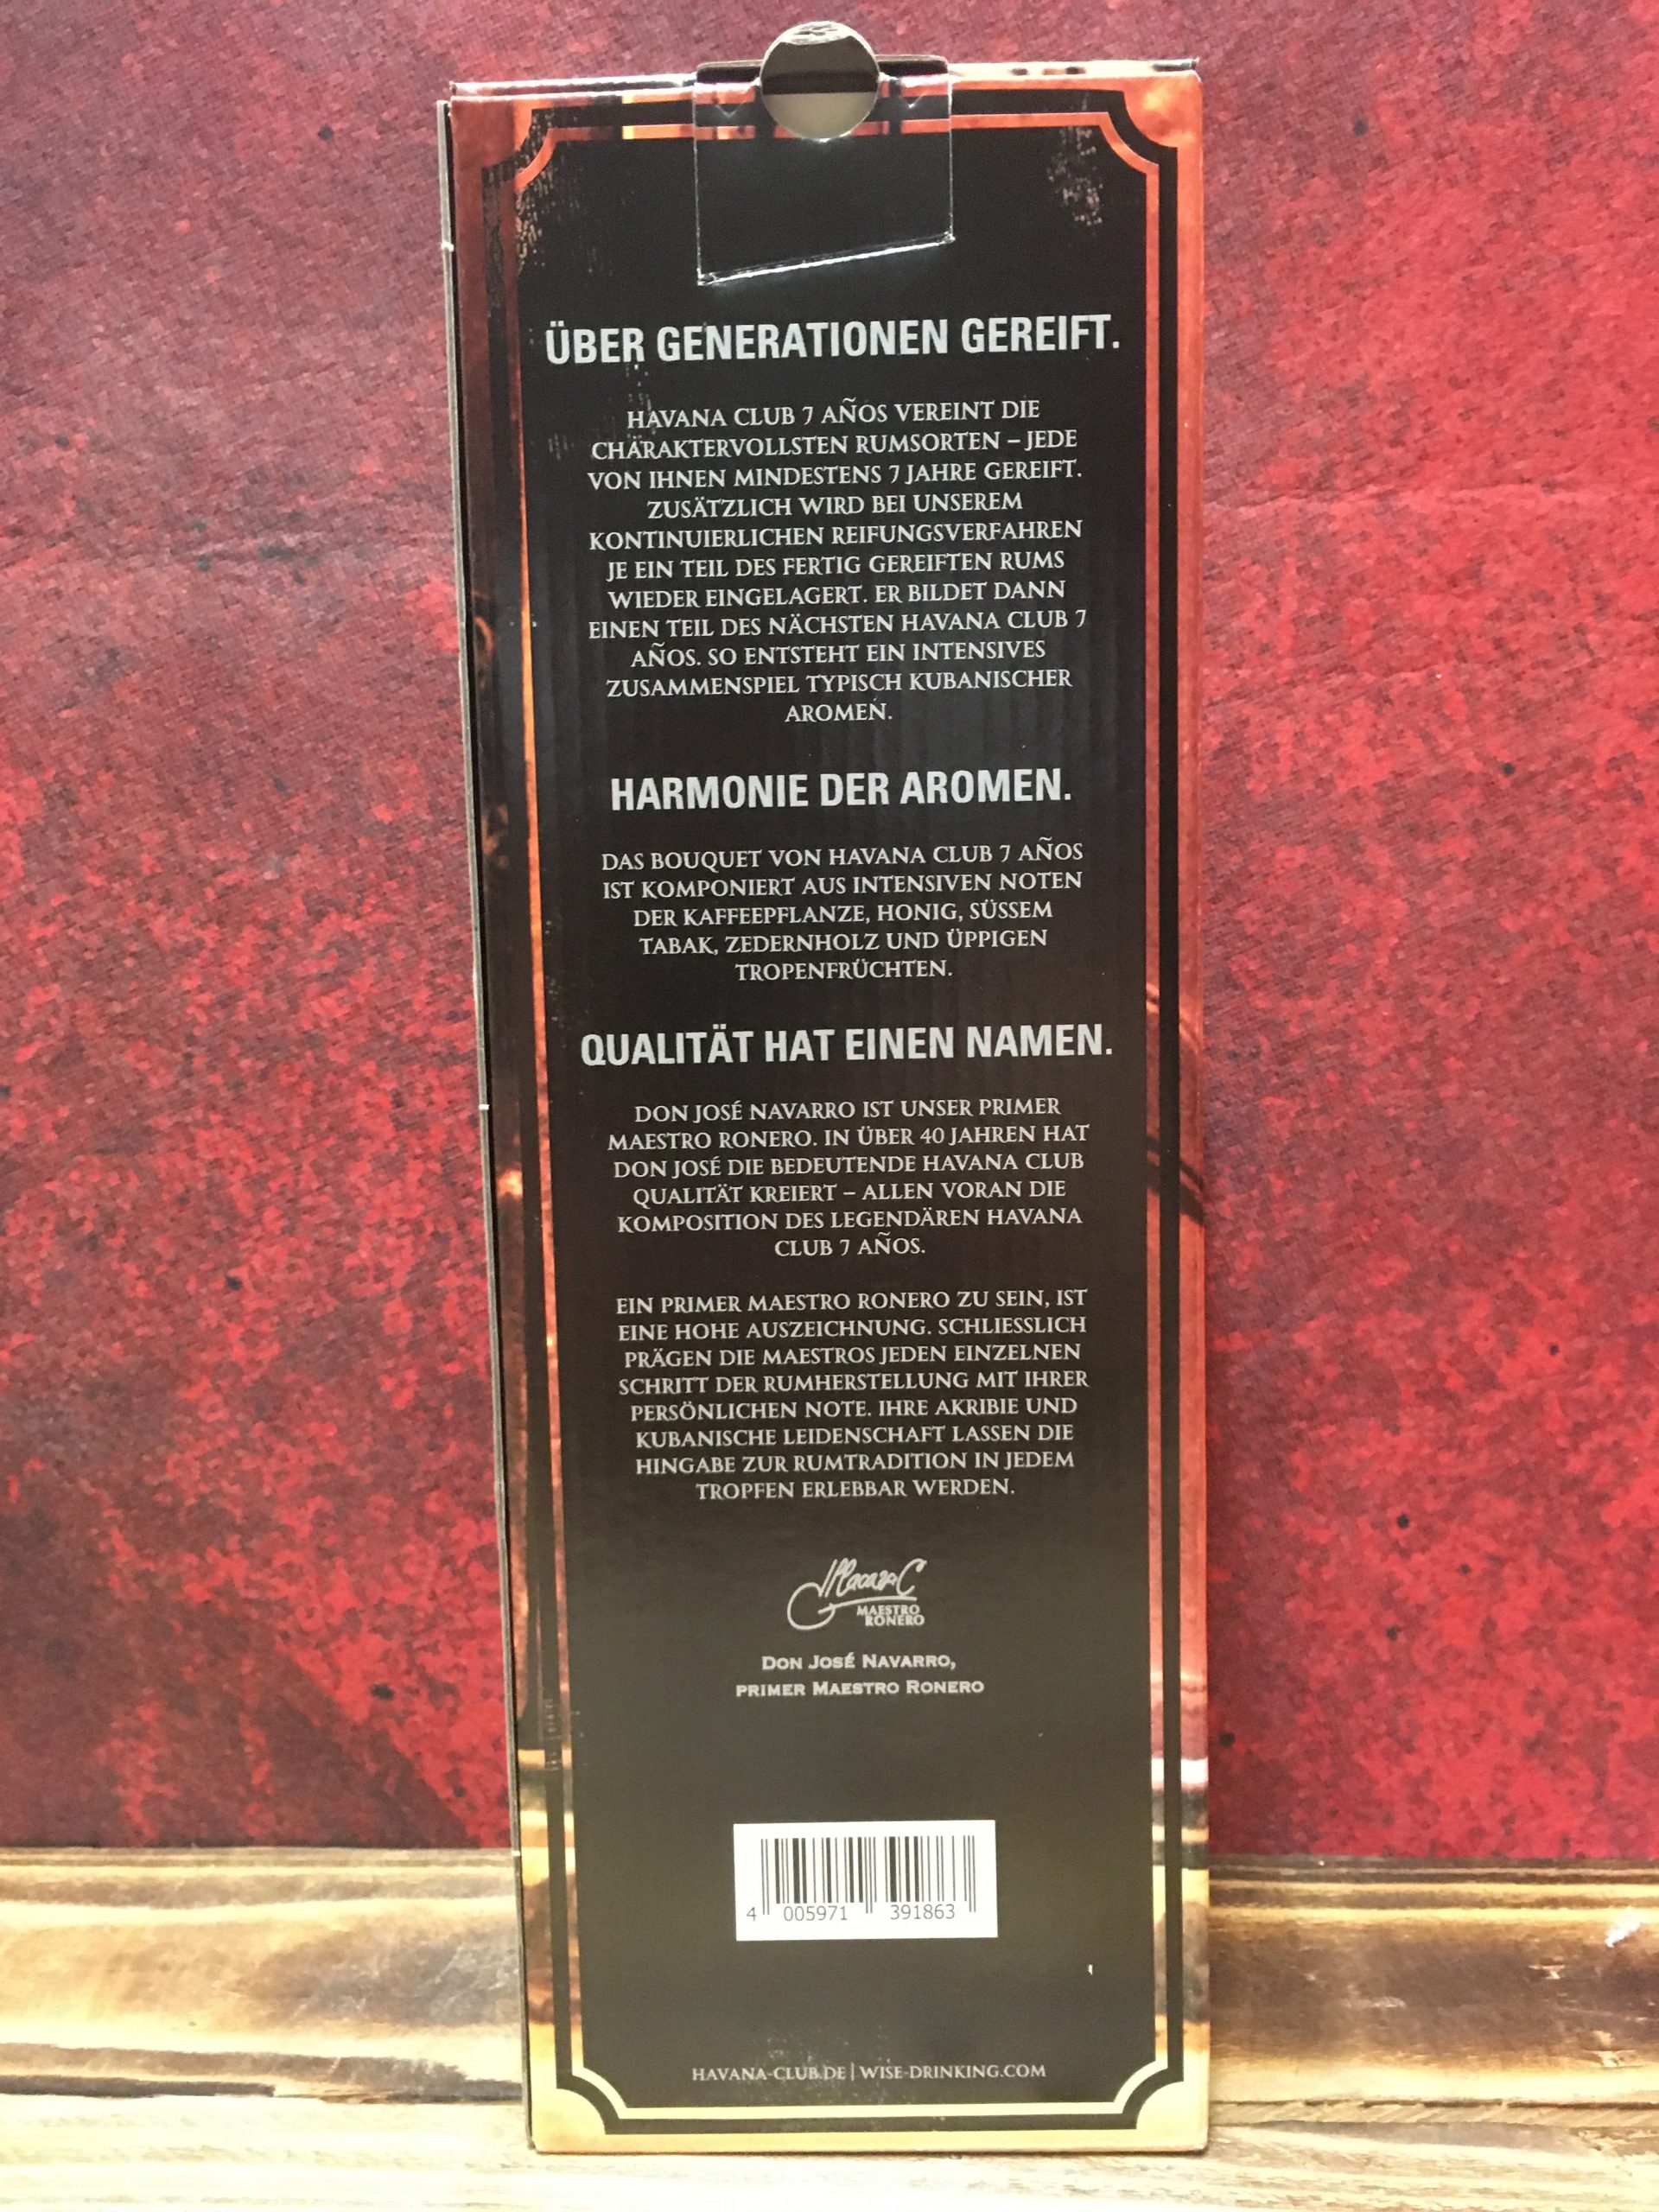 ÜBER GENERATIONEN GEREIFT.
HAVANA CLUB 7 AÑOS VEREINT DIE
CHARAKTERVOLLSTEN RUMSORTEN – JEDE
VON IHNEN MINDESTENS 7 JAHRE GEREIFT.
ZUSÄTZLICH WIRD BEI UNSEREM
KONTINUIERLICHEN REIFUNGSVERFAHREN
JE EIN TEIL DES FERTIG GEREIFTEN RUMS
WIEDER EINGELAGERT. ER BILDET DANN
EINEN TEIL DES NÄCHSTEN HAVANA CLUB 7
AÑOS. SO ENTSTEHT EIN INTENSIVES
ZUSAMMENSPIEL TYPISCH KUBANISCHER
AROMEN.
HARMONIE DER AROMEN.
DAS BOUQUET VON HAVANA CLUB 7 AÑOS
IST KOMPONIERT AUS INTENSIVEN NOTEN
DER KAFFEEPFLANZE, HONIG, SÜSSEM
TABAK, ZEDERNHOLZ UND ÜPPIGEN
TROPENFRÜCHTEN.
QUALITÄT HAT EINEN NAMEN.
DON JOSÉ NAVARRO IST UNSER PRIMER
MAESTRO RONERO. IN ÜBER 40 JAHREN HAT
DON JOSÉ DIE BEDEUTENDE HAVANA CLUB
QUALITÄT KREIERT – ALLEN VORAN DIE
KOMPOSITION DES LEGENDÄREN HAVANA
CLUB 7 AÑOS.
EIN PRIMER MAESTRO RONERO ZU SEIN, IST
EINE HOHE AUSZEICHNUNG. SCHLIESSLICH
PRÄGEN DIE MAESTROS JEDEN EINZELNEN
SCHRITT DER RUMHERSTELLUNG MIT IHRER
PERSÖNLICHEN NOTE. IHRE AKRIBIE UND
KUBANISCHE LEIDENSCHAFT LASSEN DIE
HINGABE ZUR RUMTRADITION IN JEDEM
TROPFEN ERLEBBAR WERDEN.
MAESTRO
RONERO
DON JOSÉ NAVARRO,
PRIMER MAESTRO RONERO
4 005971 391863
HAVANA-CLUB.DE | WISE-DRINKING.COM